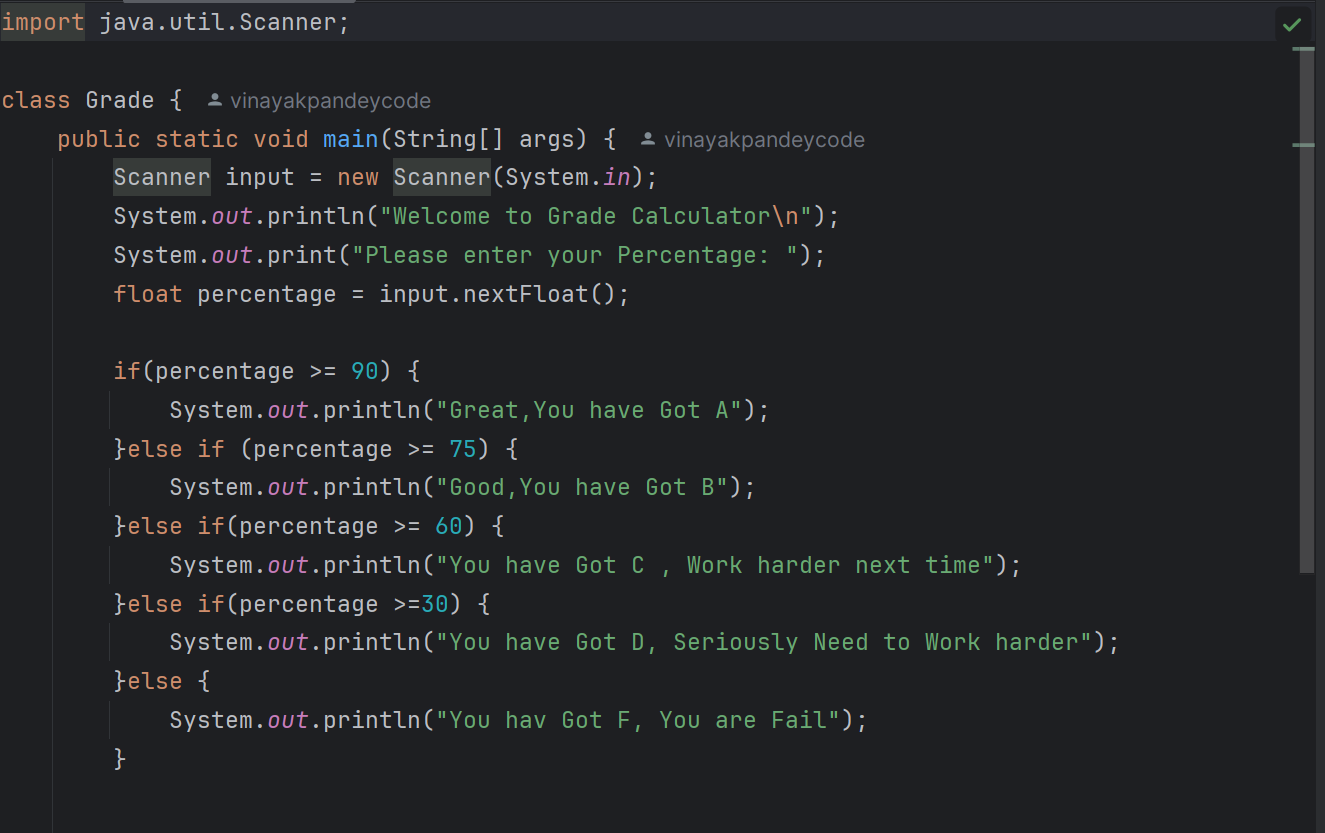 import java.util.Scanner;
class Grade { vinayakpandeycode
public static void main(String[] args) { vinayakpandeycode
Scanner input = new Scanner(System.in);
System.out.println("Welcome to Grade Calculator\n");
System.out.print("Please enter your Percentage: ");
float percentage = input.nextFloat();
if(percentage >= 90) {
System.out.println("Great,You have Got A");
}else if (percentage >= 75) {
System.out.println("Good,You have Got B");
}else if(percentage >= 60) {
System.out.println("You have Got C , Work harder next time");
}else if(percentage >=30) {
System.out.println("You have Got D, Seriously Need to Work harder");
}else {
System.out.println("You hav Got F, You are Fail");
}